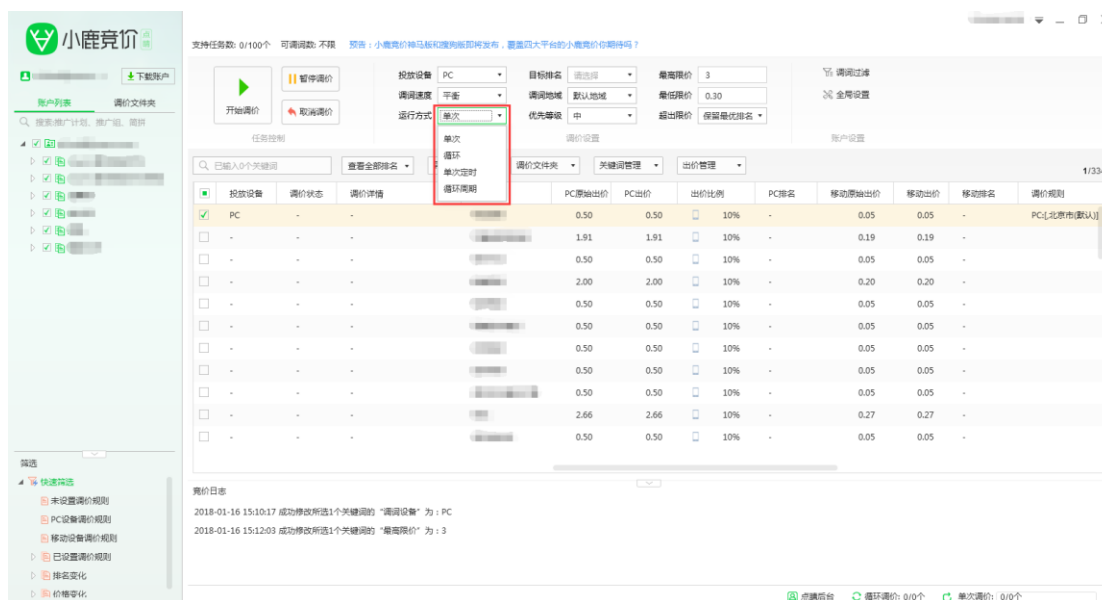 小鹿竞价
支持任务数: 0/100个 可调词数: 不限 预告：小鹿竞价神马版和搜狗版即将发布，覆盖四大平台的小鹿竞价你期待吗？
下载账户
账户列表 调价文件夹
搜索:推广计划、推广组、简拼
开始调价
暂停调价
取消调价
任务控制
投放设备 PC
调词速度 平衡
运行方式 单次
单次
循环
单次定时
循环周期
目标排名 请选择
调词地域 默认地域
优先等级 中
最高限价 3
最低限价 0.30
超出限价 保留最优排名
调价设置
调词过滤
全局设置
账户设置
已输入0个关键词 查看全部排名 调价文件夹 关键词管理 出价管理
1/33
投放设备 调价状态 调价详情 PC原始出价 PC出价 出价比例 PC排名 移动原始出价 移动出价 移动排名 调价规则
PC - - 0.50 0.50 10% - 0.05 0.05 - PC:[,北京市(默认)]
- - - 1.91 1.91 10% - 0.19 0.19 -
- - - 0.50 0.50 10% - 0.05 0.05 -
- - - 2.00 2.00 10% - 0.20 0.20 -
- - - 0.50 0.50 10% - 0.05 0.05 -
- - - 0.50 0.50 10% - 0.05 0.05 -
- - - 0.50 0.50 10% - 0.05 0.05 -
- - - 0.50 0.50 10% - 0.05 0.05 -
- - - 0.50 0.50 10% - 0.05 0.05 -
- - - 2.66 2.66 10% - 0.27 0.27 -
- - - 0.50 0.50 10% - 0.05 0.05 -
筛选
快速筛选
未设置调价规则
PC设备调价规则
移动设备调价规则
已设置调价规则
排名变化
价格变化
竞价日志
2018-01-16 15:10:17 成功修改所选1个关键词的“调词设备”为：PC
2018-01-16 15:12:03 成功修改所选1个关键词的“最高限价”为：3
点睛后台 循环调价: 0/0个 单次调价: 0/0个